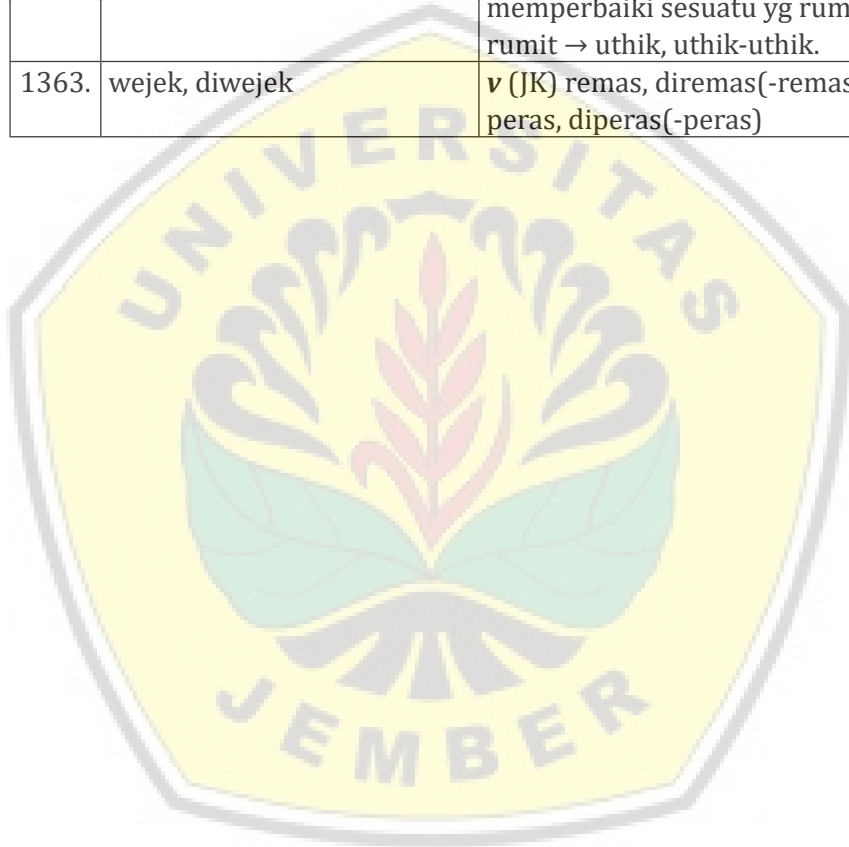 memperbaiki sesuatu yg rum
rumit → uthik, uthik-uthik.
1363. wejek, diwejek v (JK) remas, diremas(-remas
peras, diperas(-peras)
UNIVERSITAS
JEMBER